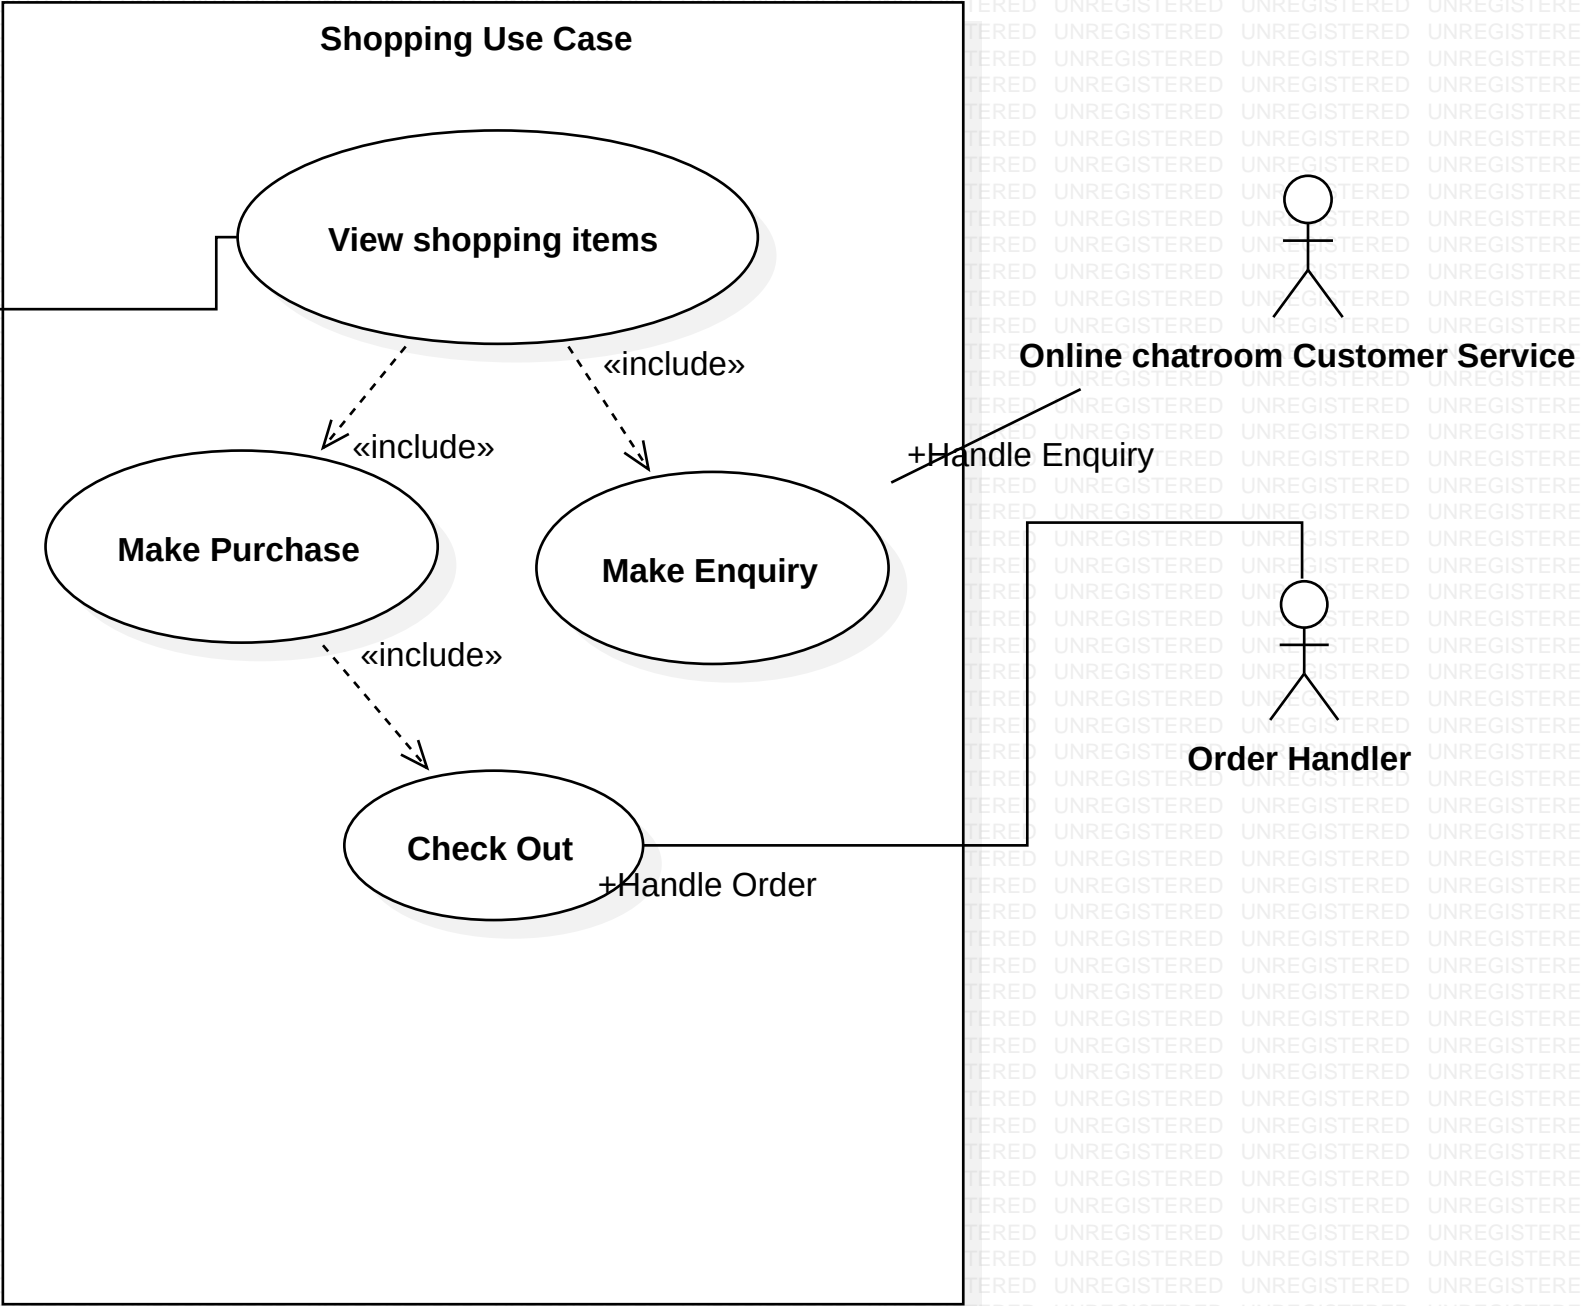 Shopping Use Case
View shopping items
Online chatroom Customer Service
«include»
«include»
+Handle Enquiry
Make Purchase
Make Enquiry
«include»
Order Handler
Check Out
+Handle Order
UNREGISTERED